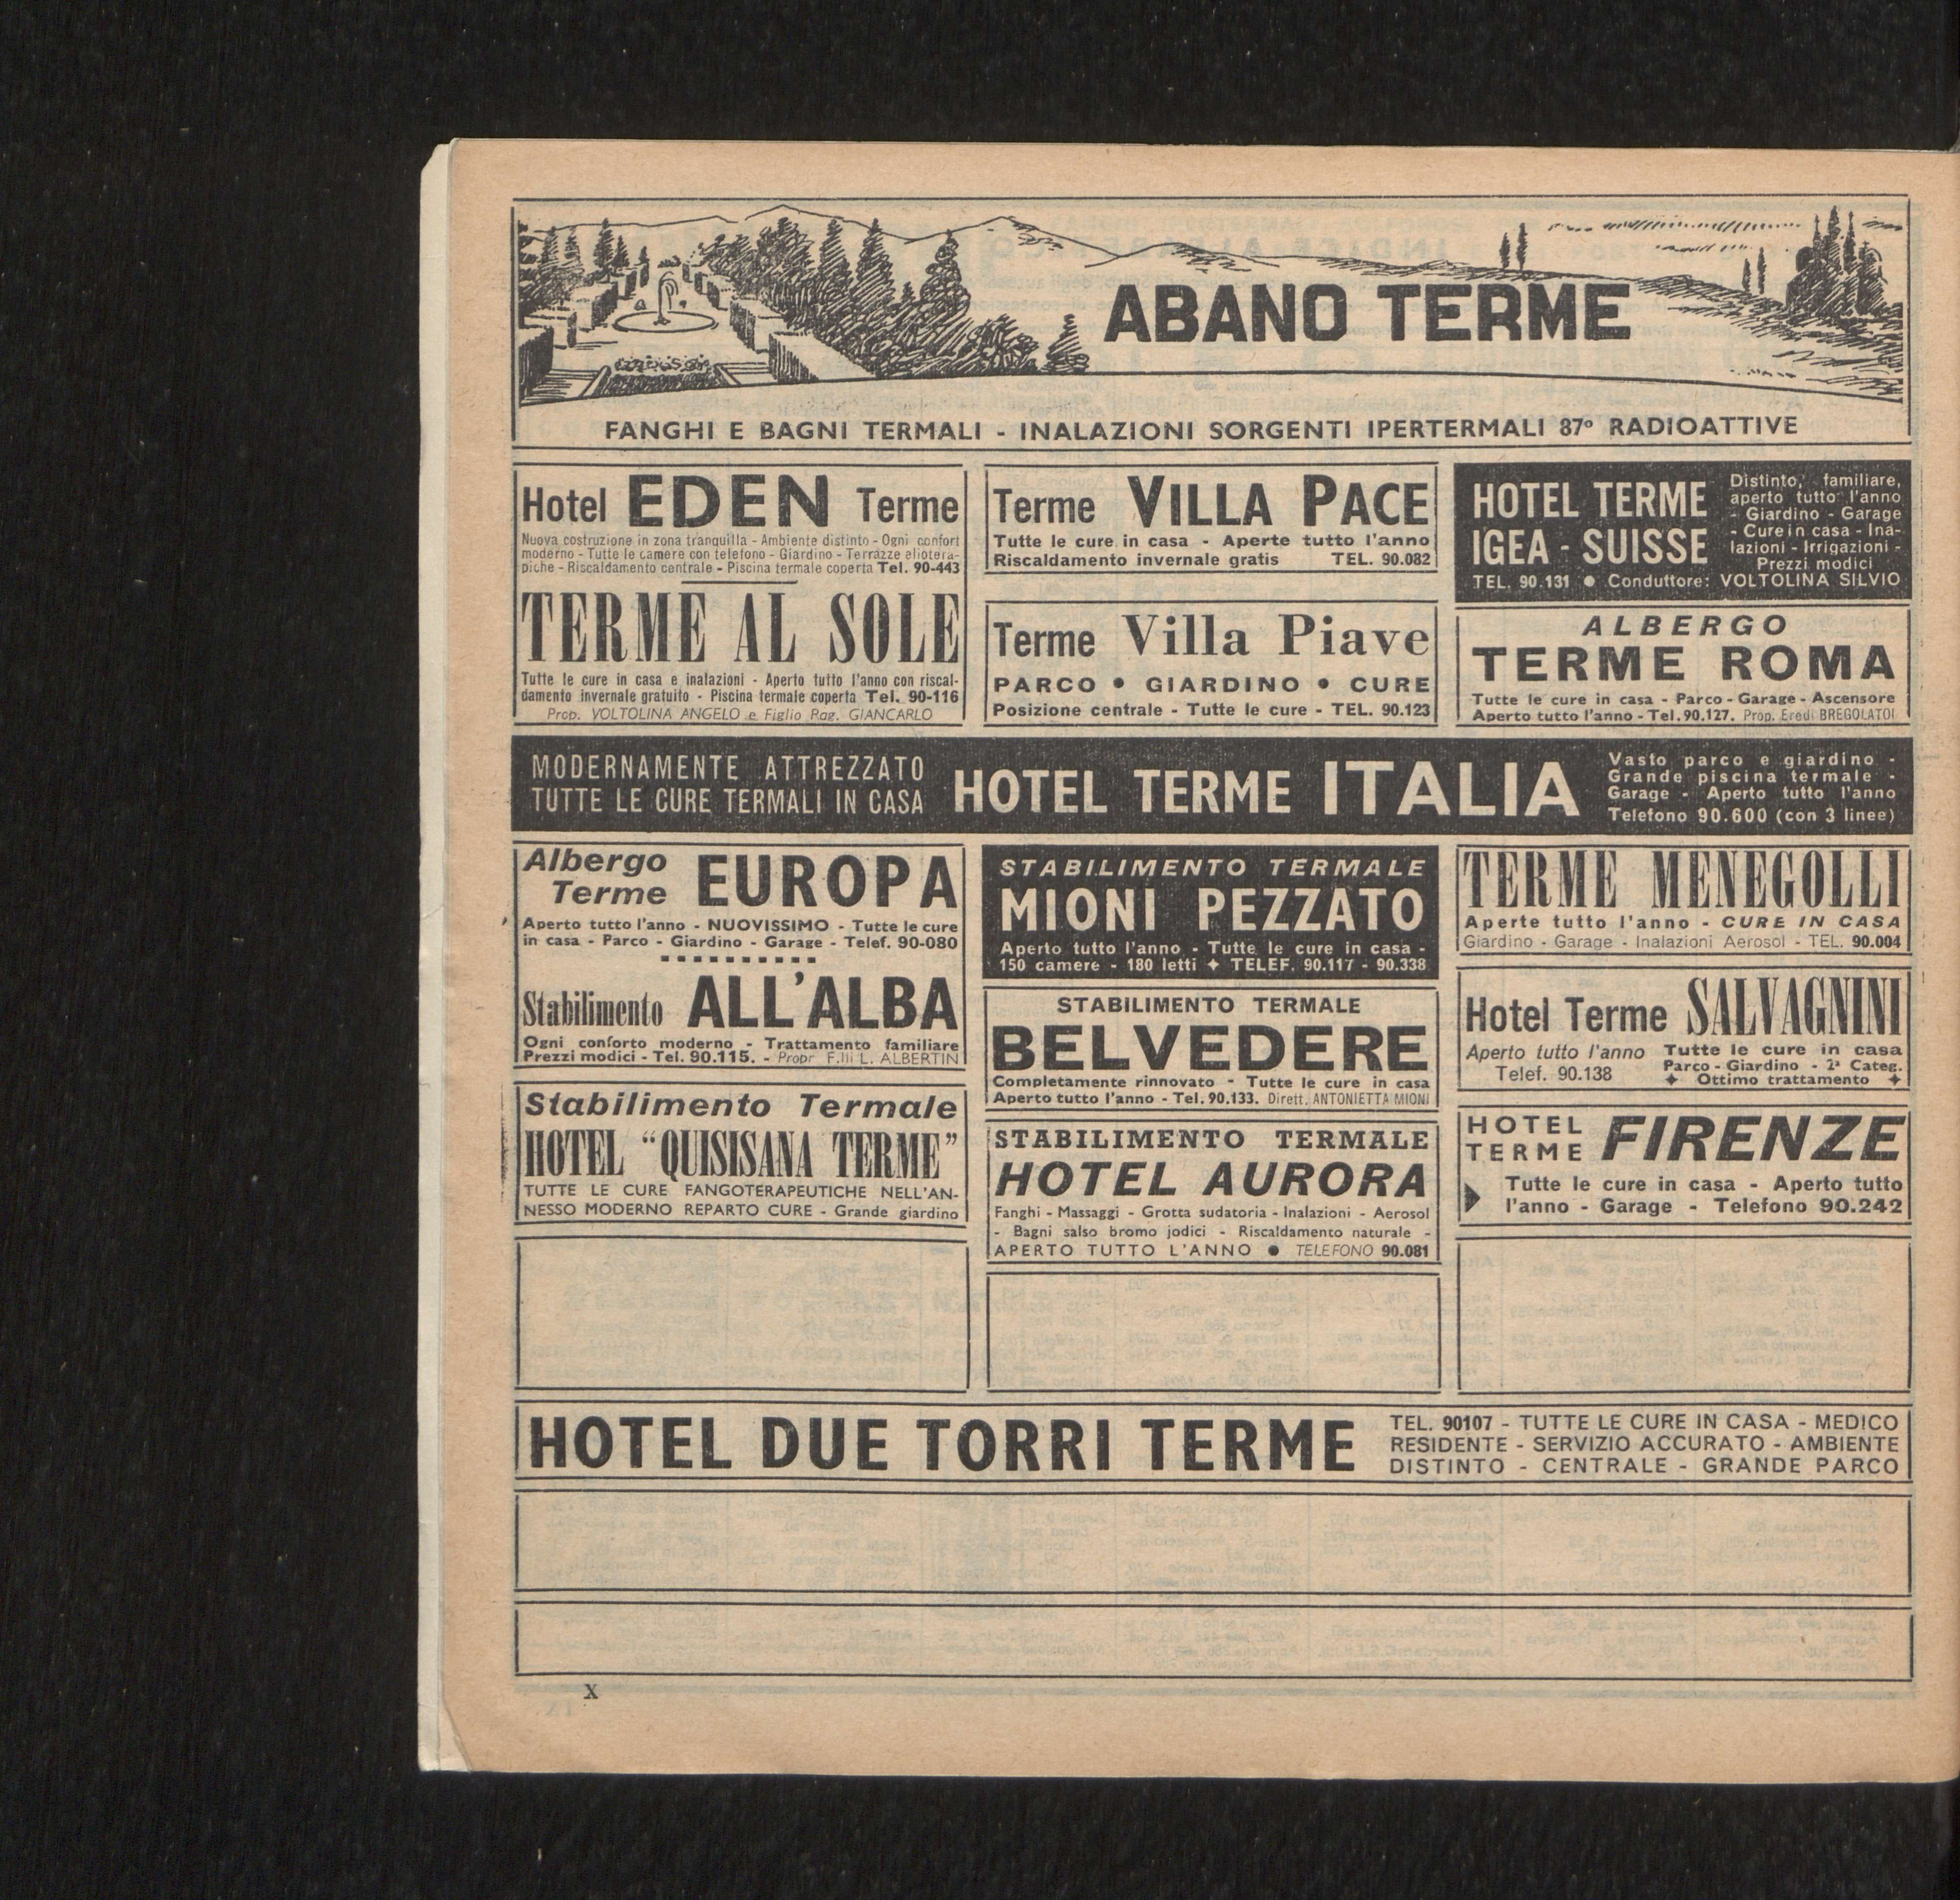 ABANO TERME
FANGHI E BAGNI TERMALI - INALAZIONI SORGENTI IPERTERMALI 87º RADIOATTIVE
Hotel EDEN Terme
Nuova costruzione in zona tranquilla - Ambiente distinto - Ogni confort
moderno - Tutte le camere con telefono - Giardino - Terrazze eliotera-
piche - Riscaldamento centrale - Piscina termale coperta Tel. 90-443
TERME AL SOLE
Tutte le cure in casa e inalazioni - Aperto tutto l'anno con riscal-
damento invernale gratuito - Piscina termale coperta Tel. 90-116
Prop. VOLTOLINA ANGELO e Figlio Rag. GIANCARLO
Terme VILLA PACE
Tutte le cure in casa - Aperte tutto l'anno
Riscaldamento invernale gratis TEL. 90.082
Terme Villa Piave
PARCO • GIARDINO • CURE
Posizione centrale - Tutte le cure - TEL. 90.123
HOTEL TERME
IGEA - SUISSE
Distinto, familiare,
aperto tutto l'anno
- Giardino - Garage
- Cure in casa - Ina-
lazioni - Irrigazioni -
Prezzi modici
TEL. 90.131 ● Conduttore: VOLTOLINA SILVIO
ALBERGO
TERME ROMA
Tutte le cure in casa - Parco - Garage - Ascensore
Aperto tutto l'anno - Tel. 90.127. Prop. Eredi BREGOLATO
MODERNAMENTE ATTREZZATO
TUTTE LE CURE TERMALI IN CASA
HOTEL TERME ITALIA
Vasto parco e giardino -
Grande piscina termale -
Garage - Aperto tutto l'anno
Telefono 90.600 (con 3 linee)
Albergo
Terme EUROPA
Aperto tutto l'anno - NUOVISSIMO - Tutte le cure
in casa - Parco - Giardino - Garage - Telef. 90-080
Stabilimento ALL'ALBA
Ogni conforto moderno - Trattamento familiare
Prezzi modici - Tel. 90.115. - Propr F.lli L. ALBERTIN
Stabilimento Termale
HOTEL "QUISISANA TERME"
TUTTE LE CURE FANGOTERAPEUTICHE NELL'AN-
NESSO MODERNO REPARTO CURE - Grande giardino
STABILIMENTO TERMALE
MIONI PEZZATO
Aperto tutto l'anno - Tutte le cure in casa -
150 camere - 180 letti ✦ TELEF. 90.117 - 90.338
STABILIMENTO TERMALE
BELVEDERE
Completamente rinnovato - Tutte le cure in casa
Aperto tutto l'anno - Tel. 90.133. Dirett. ANTONIETTA MIONI
STABILIMENTO TERMALE
HOTEL AURORA
Fanghi - Massaggi - Grotta sudatoria - Inalazioni - Aerosol
- Bagni salso bromo jodici - Riscaldamento naturale -
APERTO TUTTO L'ANNO ● TELEFONO 90.081
TERME MENEGOLLI
Aperte tutto l'anno - CURE IN CASA
Giardino - Garage - Inalazioni Aerosol - TEL. 90.004
Hotel Terme SALVAGNINI
Aperto tutto l'anno
Telef. 90.138
Tutte le cure in casa
Parco - Giardino - 2ª Categ.
✦ Ottimo trattamento ✦
HOTEL
TERME FIRENZE
Tutte le cure in casa - Aperto tutto
l'anno - Garage - Telefono 90.242
HOTEL DUE TORRI TERME
TEL. 90107 - TUTTE LE CURE IN CASA - MEDICO
RESIDENTE - SERVIZIO ACCURATO - AMBIENTE
DISTINTO - CENTRALE - GRANDE PARCO
X